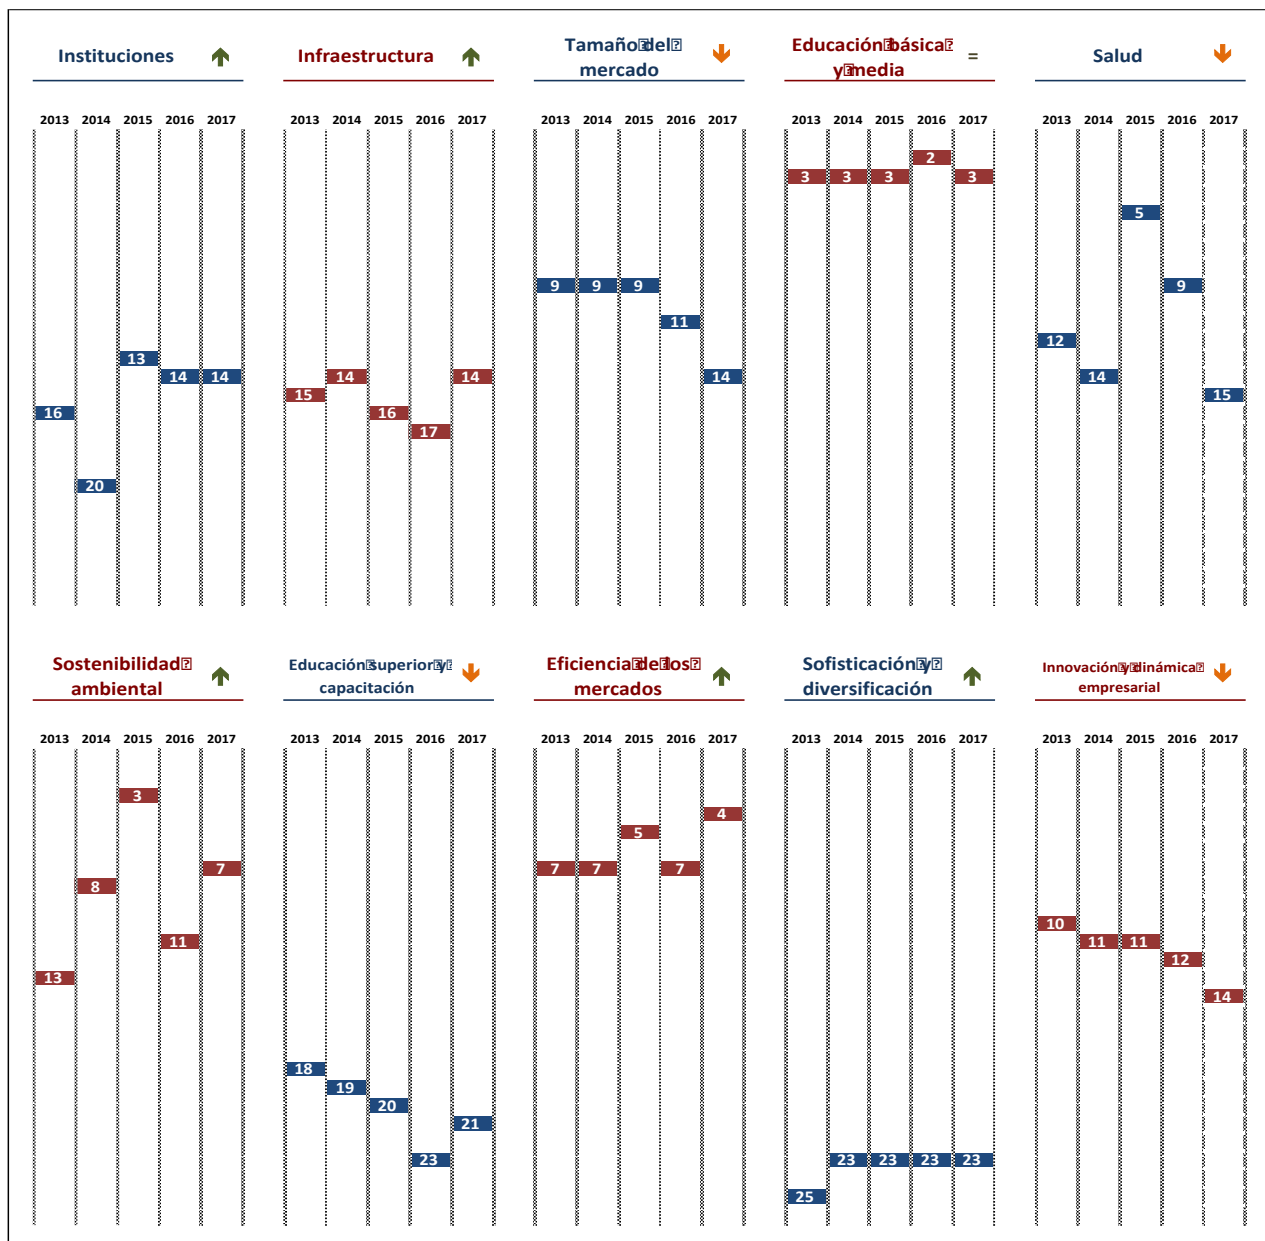 Instituciones
Infraestructura
Tamaño del
mercado
Educación básica
y media
=
Salud
2013 2014 2015 2016 2017
2013 2014 2015 2016 2017
2013 2014 2015 2016 2017
2013 2014 2015 2016 2017
2013 2014 2015 2016 2017
16 20 13 14 14
15 14 16 17 14
9 9 9 11 14
3 3 3 2 3
12 14 5 9 15
Sostenibilidad
ambiental
Educación superior y
capacitación
Eficiencia de los
mercados
Sofisticación y
diversificación
Innovación y dinámica
empresarial
2013 2014 2015 2016 2017
2013 2014 2015 2016 2017
2013 2014 2015 2016 2017
2013 2014 2015 2016 2017
2013 2014 2015 2016 2017
13 8 3 11 7
18 19 20 23 21
7 7 5 7 4
25 23 23 23 23
10 11 11 12 14